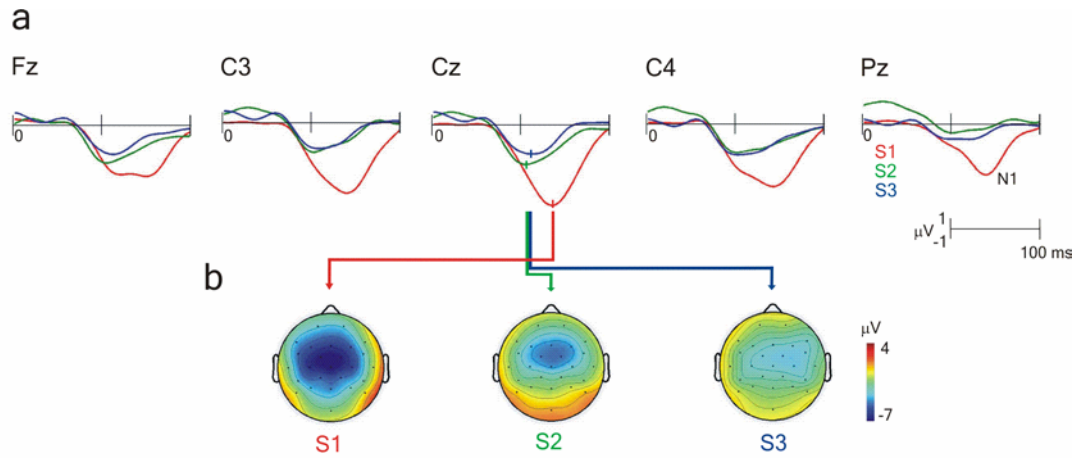 a
Fz C3 Cz C4 Pz
0 0 0 0 0
S1
S2
S3
N1
μV 1
-1
100 ms
b
μV
4
-7
S1 S2 S3